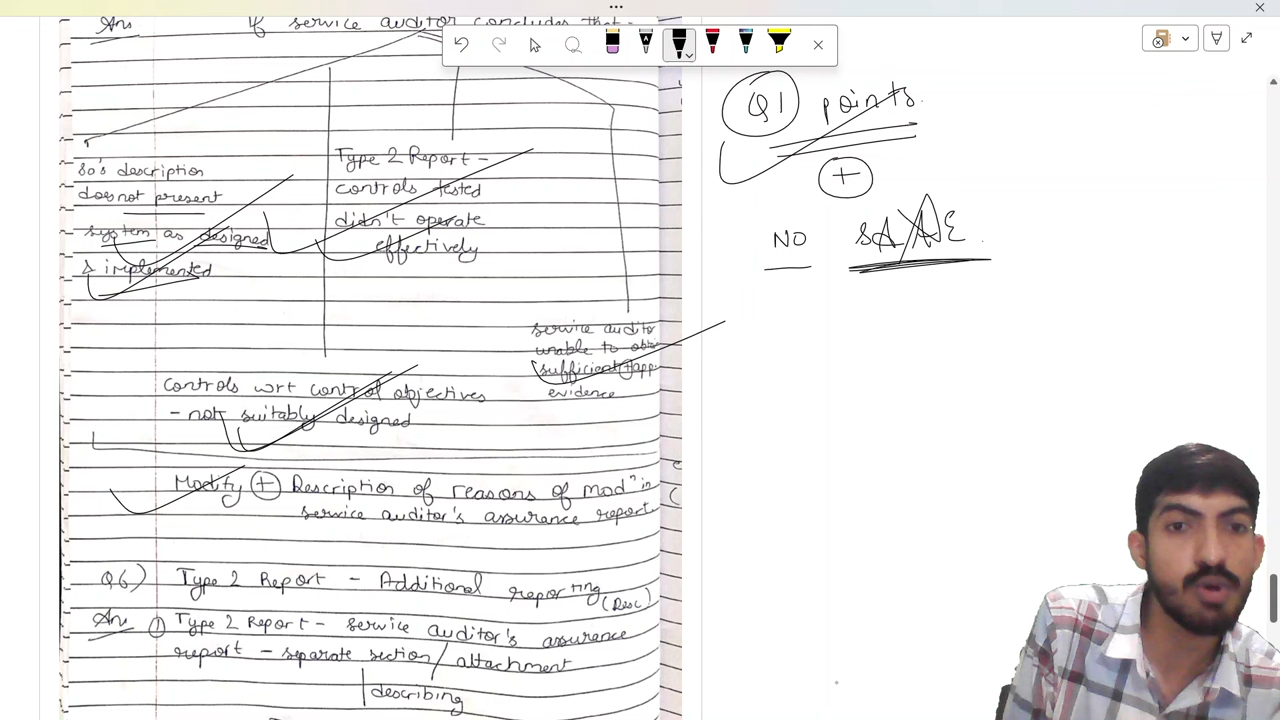 Ans If service auditor concludes that -
so's description
does not present
system as designed
& implemented
Type 2 Report -
controls tested
didn't operate
effectively
service auditor
unable to
sufficient
evidence
controls wrt control objectives
- not suitably designed
Modify + Description of reasons of modn in
service auditor's assurance report
Q6) Type 2 Report - Additional reporting
(Desc)
Ans ① Type 2 Report - service auditor's assurance
report - separate section / attachment
describing
Q1 points
+
NO SAAE